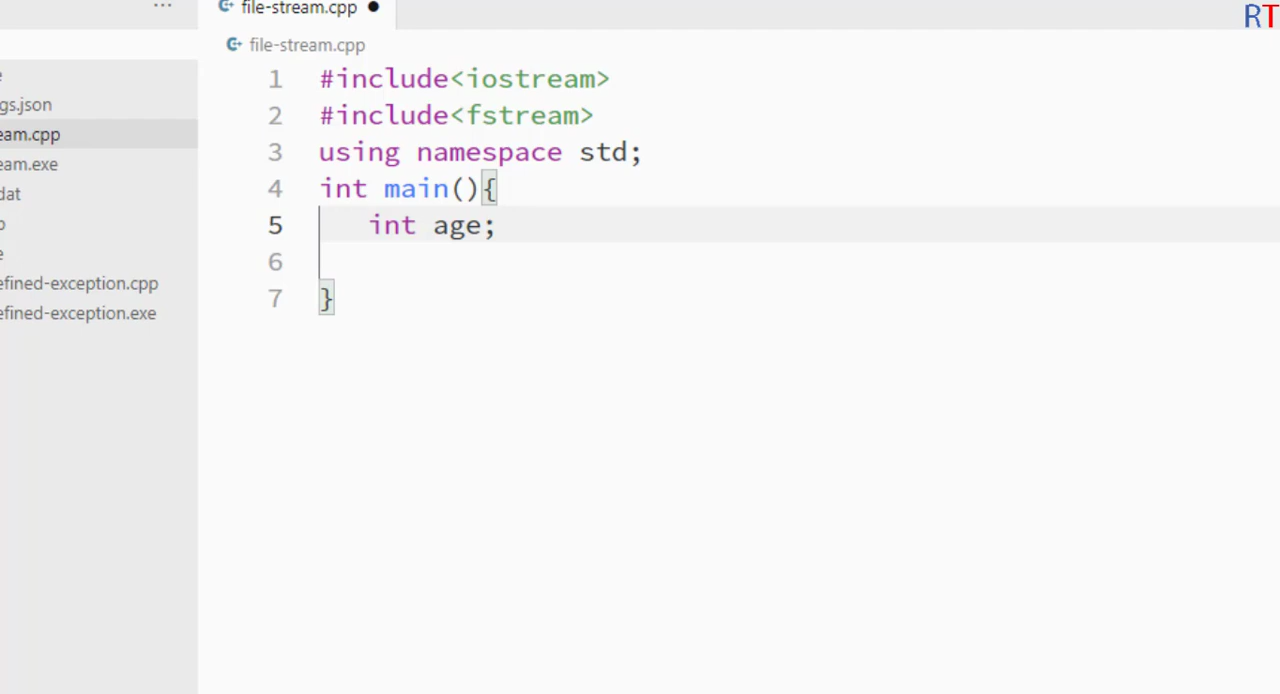 ...
file-stream.cpp
RT
file-stream.cpp
1 #include<iostream>
2 #include<fstream>
3 using namespace std;
4 int main(){
5 int age;
6
7 }
e
gs.json
eam.cpp
eam.exe
dat
p
e
efined-exception.cpp
efined-exception.exe